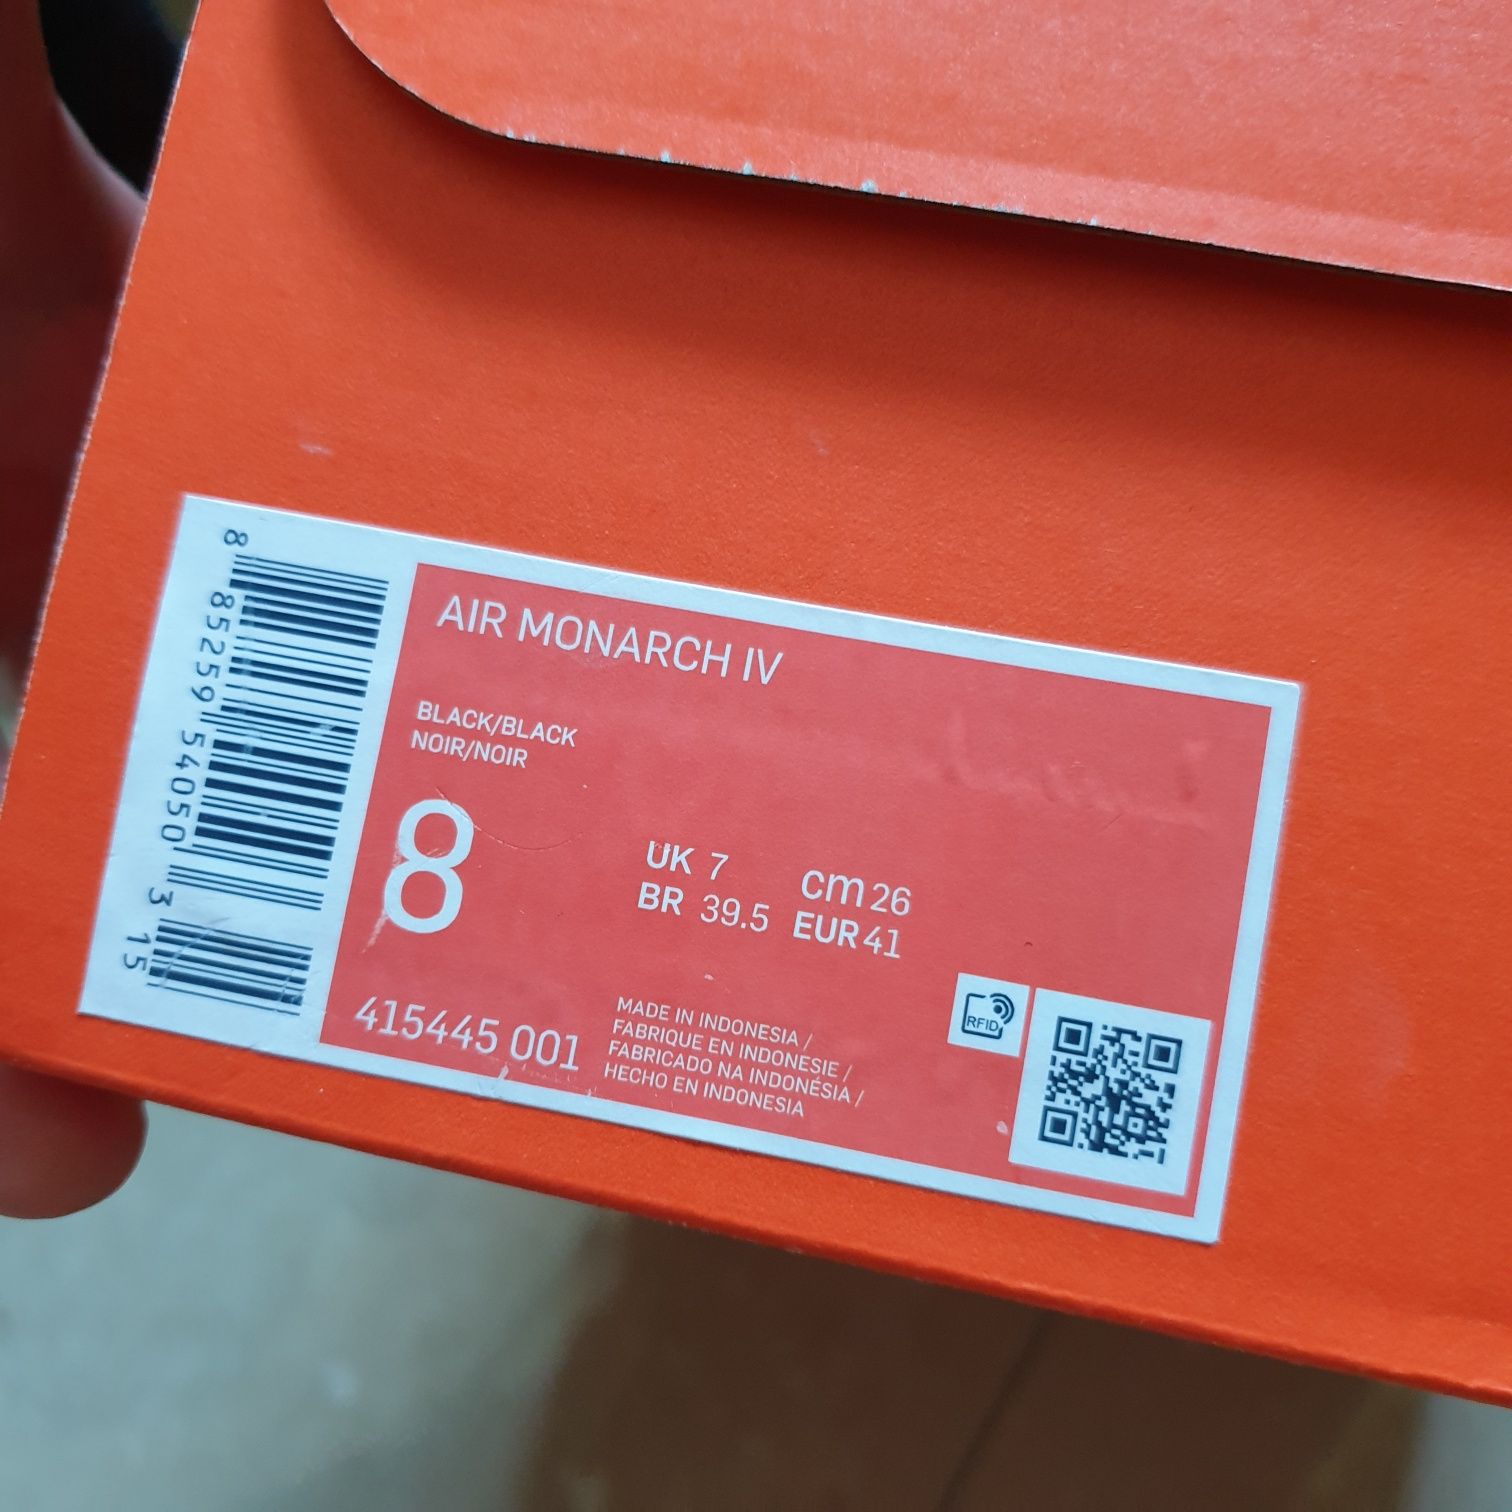 8 85259 54050 3 15
AIR MONARCH IV
BLACK/BLACK
NOIR/NOIR
8
UK 7 cm 26
BR 39.5 EUR 41
415445 001
MADE IN INDONESIA /
FABRIQUE EN INDONESIE /
FABRICADO NA INDONÉSIA /
HECHO EN INDONESIA
RFID